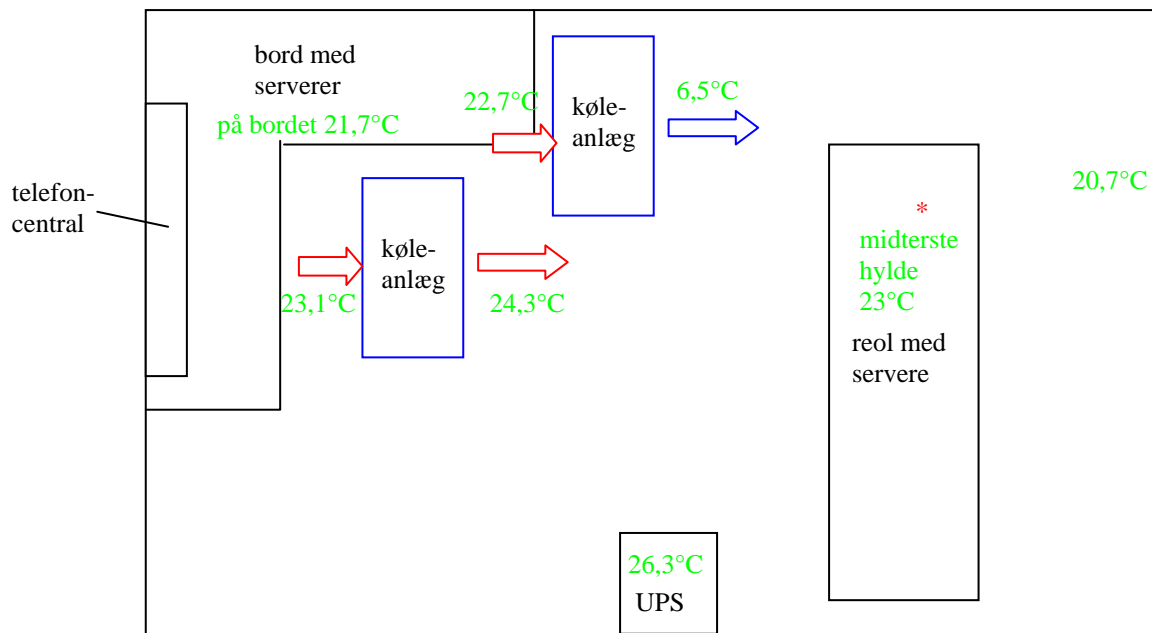 bord med
serverer
på bordet 21,7°C
22,7°C
køle-
anlæg
6,5°C
telefon-
central
køle-
anlæg
23,1°C
24,3°C
20,7°C
*
midterste
hylde
23°C
reol med
servere
26,3°C
UPS